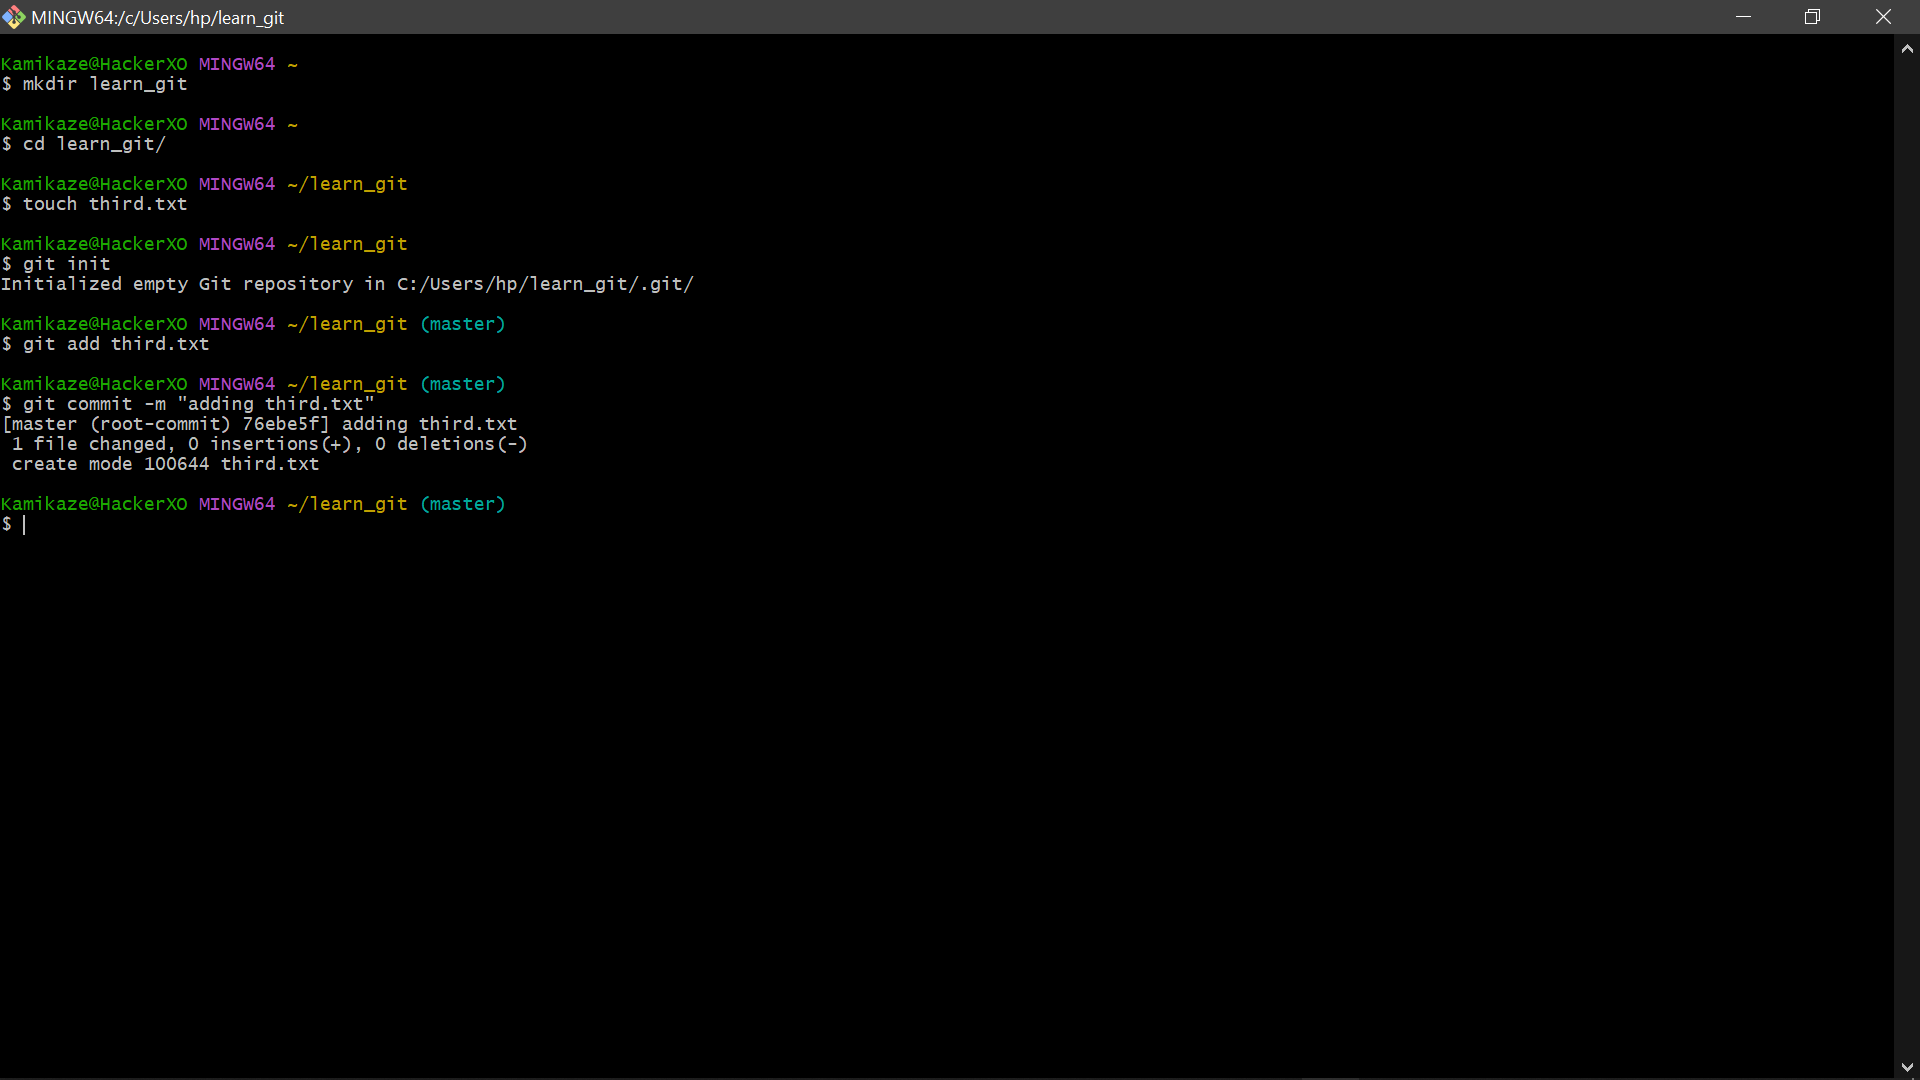 MINGW64:/c/Users/hp/learn_git
Kamikaze@HackerXO MINGW64 ~
$ mkdir learn_git
Kamikaze@HackerXO MINGW64 ~
$ cd learn_git/
Kamikaze@HackerXO MINGW64 ~/learn_git
$ touch third.txt
Kamikaze@HackerXO MINGW64 ~/learn_git
$ git init
Initialized empty Git repository in C:/Users/hp/learn_git/.git/
Kamikaze@HackerXO MINGW64 ~/learn_git (master)
$ git add third.txt
Kamikaze@HackerXO MINGW64 ~/learn_git (master)
$ git commit -m "adding third.txt"
[master (root-commit) 76ebe5f] adding third.txt
1 file changed, 0 insertions(+), 0 deletions(-)
create mode 100644 third.txt
Kamikaze@HackerXO MINGW64 ~/learn_git (master)
$